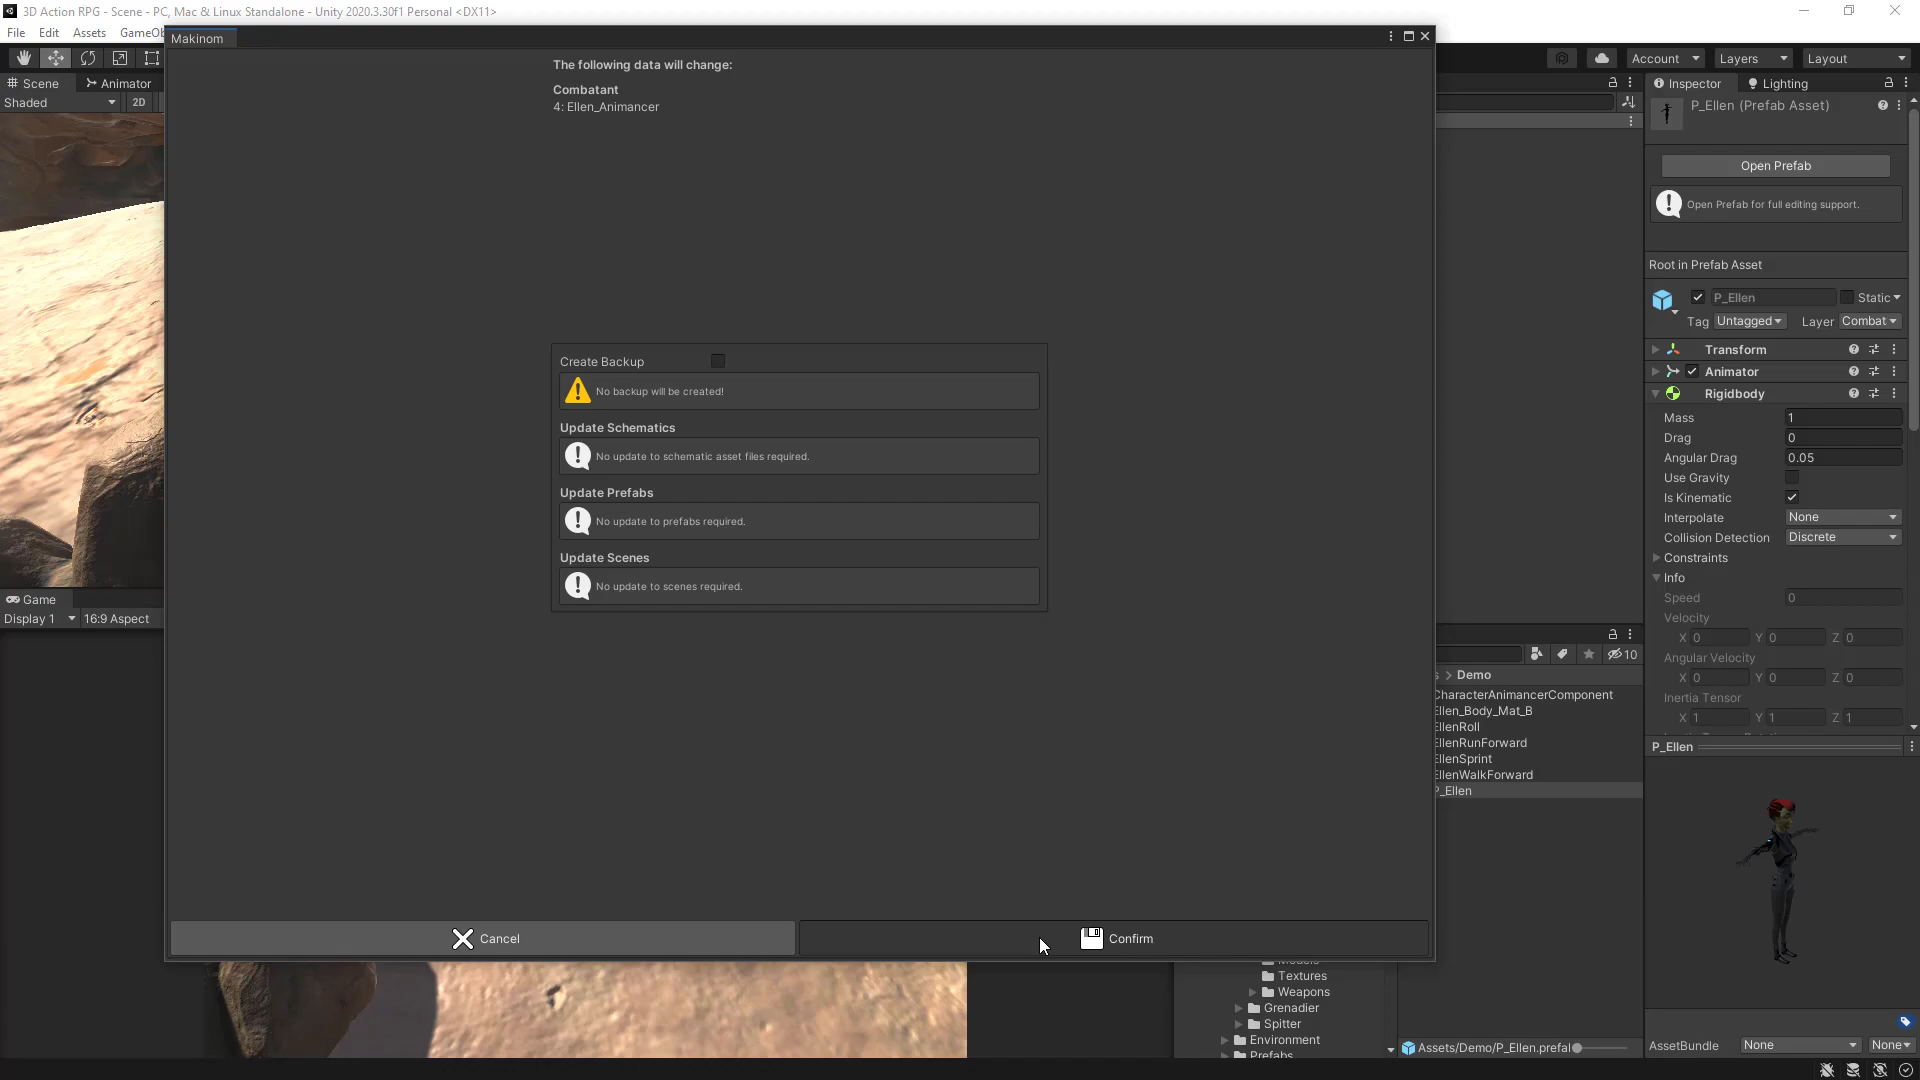 3D Action RPG - Scene - PC, Mac & Linux Standalone - Unity 2020.3.30f1 Personal <DX11>
File Edit Assets GameOb
Account Layers Layout
Scene Animator
Shaded 2D
Game
Display 1 16:9 Aspect
Makinom
The following data will change:
Combatant
4: Ellen_Animancer
Create Backup
No backup will be created!
Update Schematics
No update to schematic asset files required.
Update Prefabs
No update to prefabs required.
Update Scenes
No update to scenes required.
Cancel
Confirm
10
Demo
CharacterAnimancerComponent
Ellen_Body_Mat_B
EllenRoll
EllenRunForward
EllenSprint
EllenWalkForward
P_Ellen
Models
Textures
Weapons
Grenadier
Spitter
Environment
Prefabs
Assets/Demo/P_Ellen.prefal
Inspector Lighting
P_Ellen (Prefab Asset)
Open Prefab
Open Prefab for full editing support.
Root in Prefab Asset
P_Ellen Static
Tag Untagged Layer Combat
Transform
Animator
Rigidbody
Mass 1
Drag 0
Angular Drag 0.05
Use Gravity
Is Kinematic
Interpolate None
Collision Detection Discrete
Constraints
Info
Speed 0
Velocity
X 0 Y 0 Z 0
Angular Velocity
X 0 Y 0 Z 0
Inertia Tensor
X 1 Y 1 Z 1
P_Ellen
AssetBundle None None